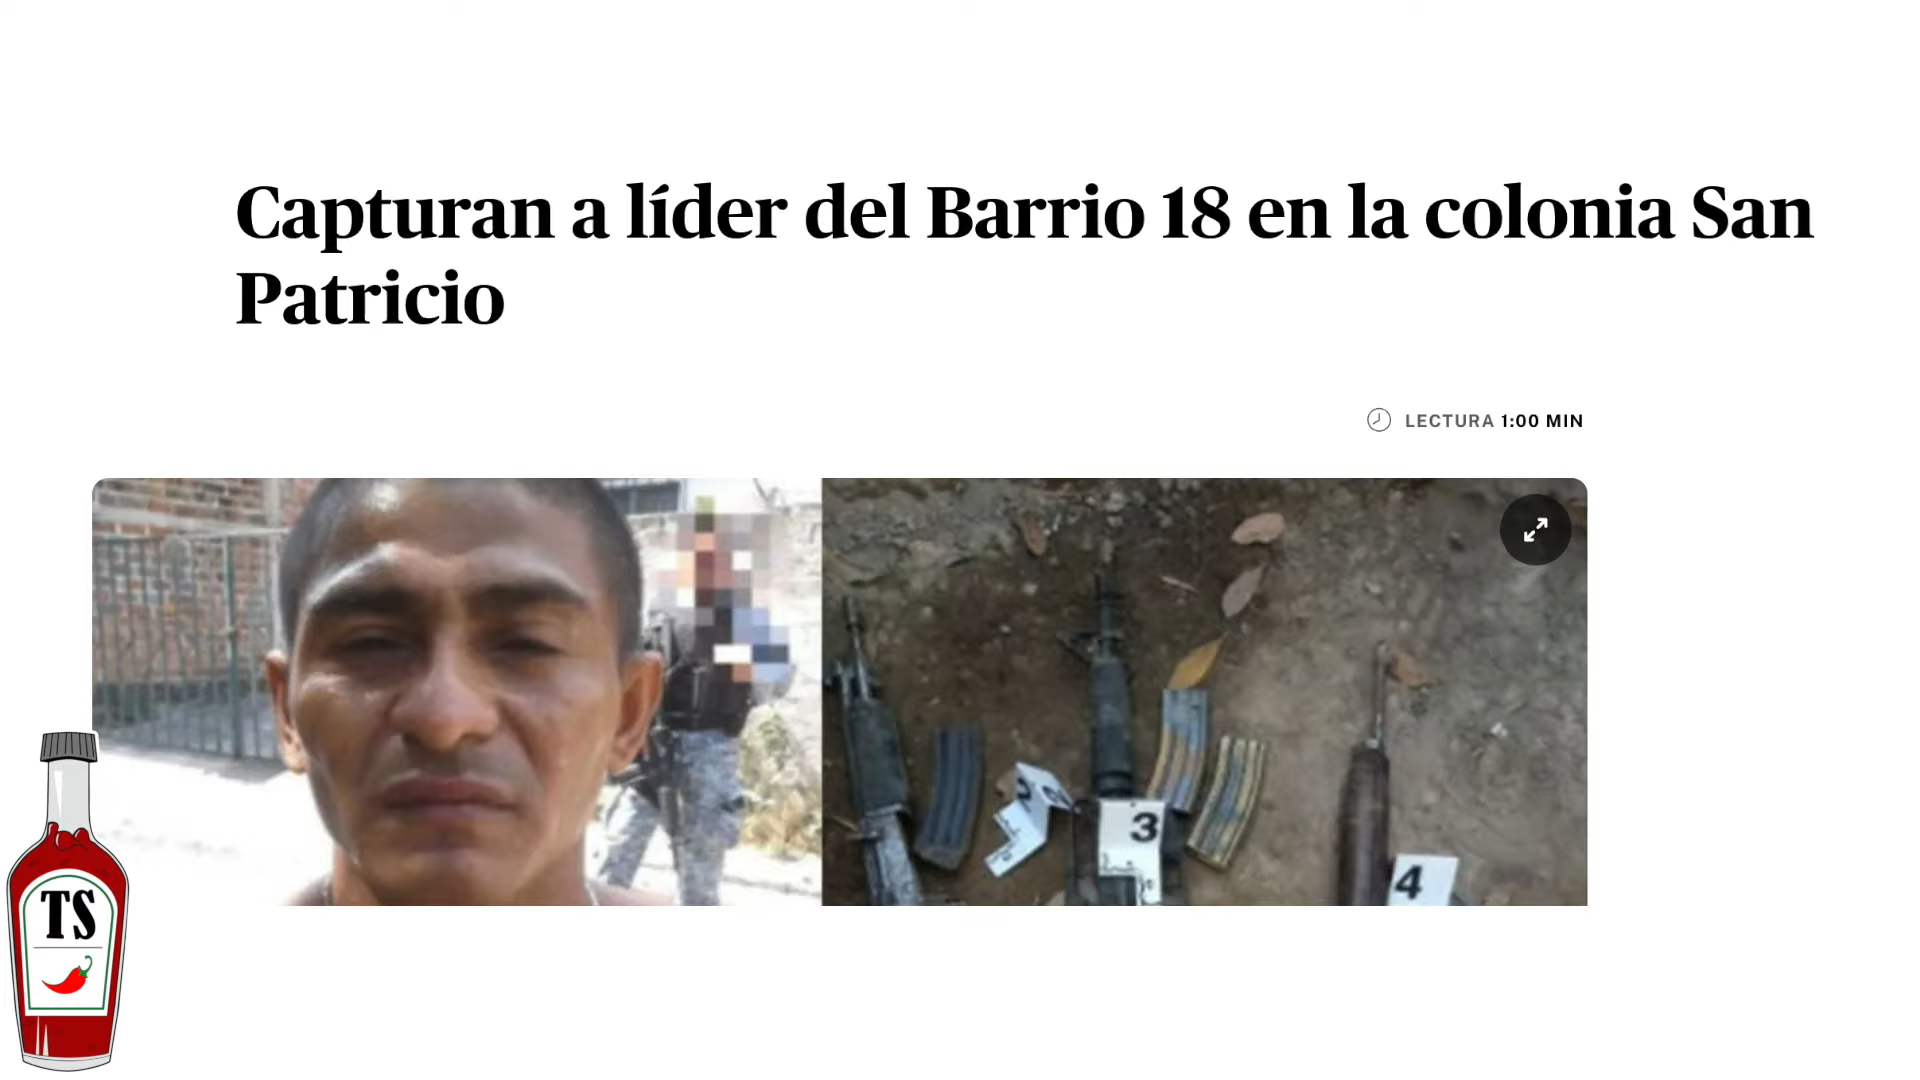 Capturan a líder del Barrio 18 en la colonia San
Patricio
LECTURA 1:00 MIN
3
4
TS